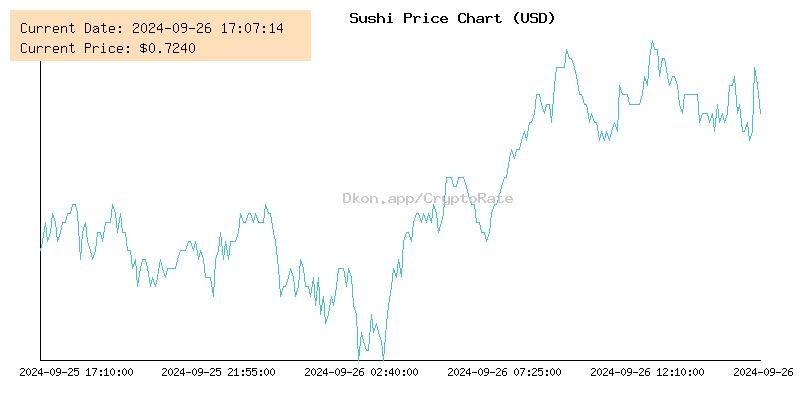 Sushi Price Chart (USD)
Current Date: 2024-09-26 17:07:14
Current Price: $0.7240
Dkon.app/CryptoRate
2024-09-25 17:10:00 2024-09-25 21:55:00 2024-09-26 02:40:00 2024-09-26 07:25:00 2024-09-26 12:10:00 2024-09-26